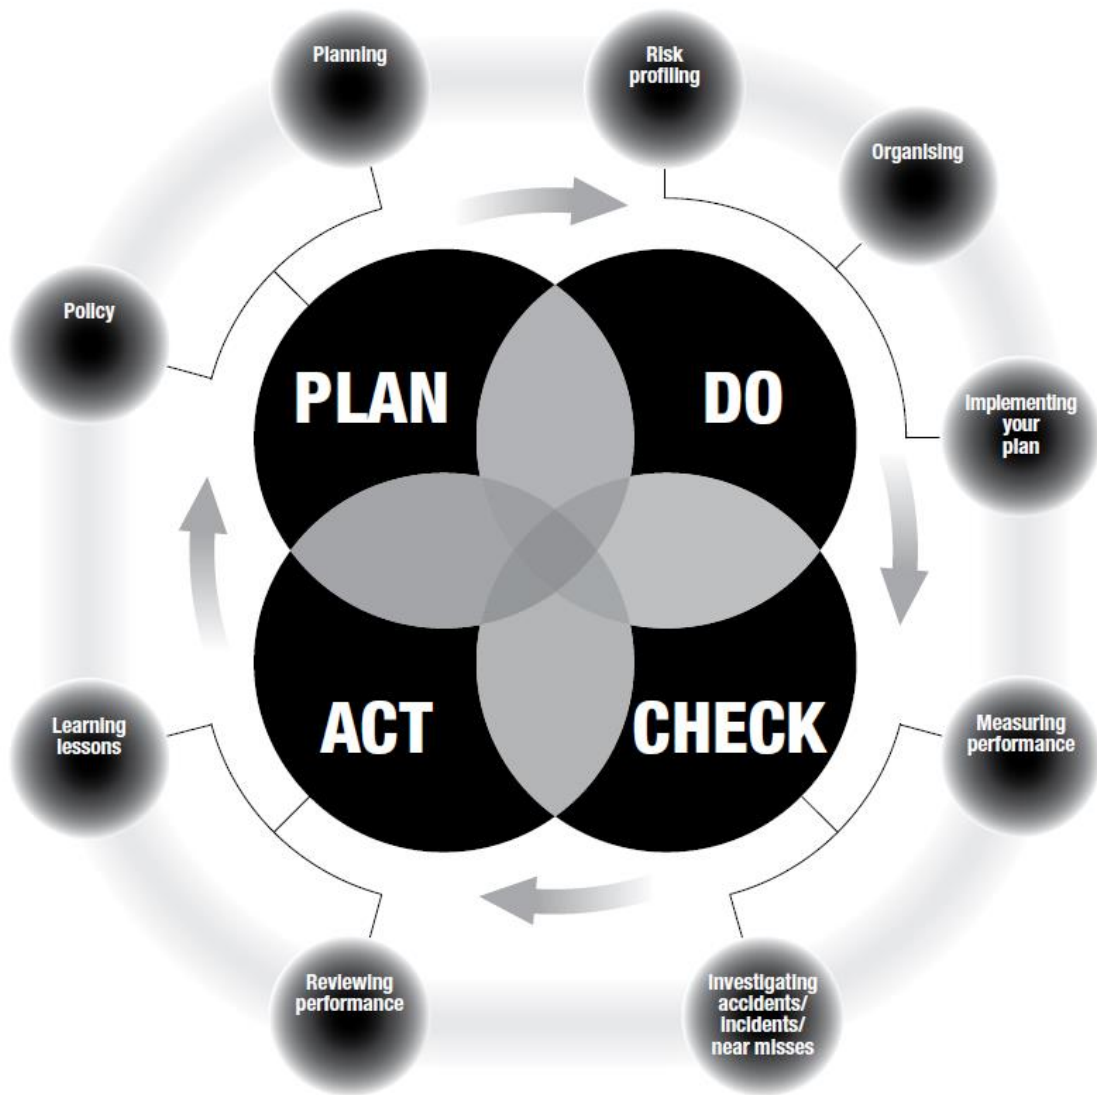 Planning
Risk
profiling
Organising
Policy
PLAN
DO
Implementing
your
plan
ACT
CHECK
Learning
lessons
Measuring
performance
Reviewing
performance
Investigating
accidents/
incidents/
near misses